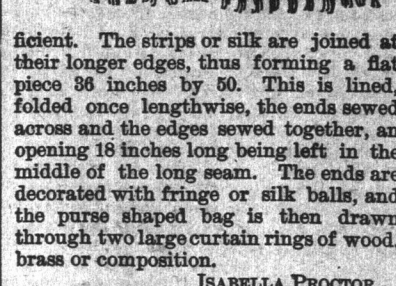 ficient. The strips or silk are joined at
their longer edges, thus forming a flat
piece 36 inches by 50. This is lined,
folded once lengthwise, the ends sewed
across and the edges sewed together, an
opening 18 inches long being left in the
middle of the long seam. The ends are
decorated with fringe or silk balls, and
the purse shaped bag is then drawn
through two large curtain rings of wood,
brass or composition.
ISABELLA PROCTOR